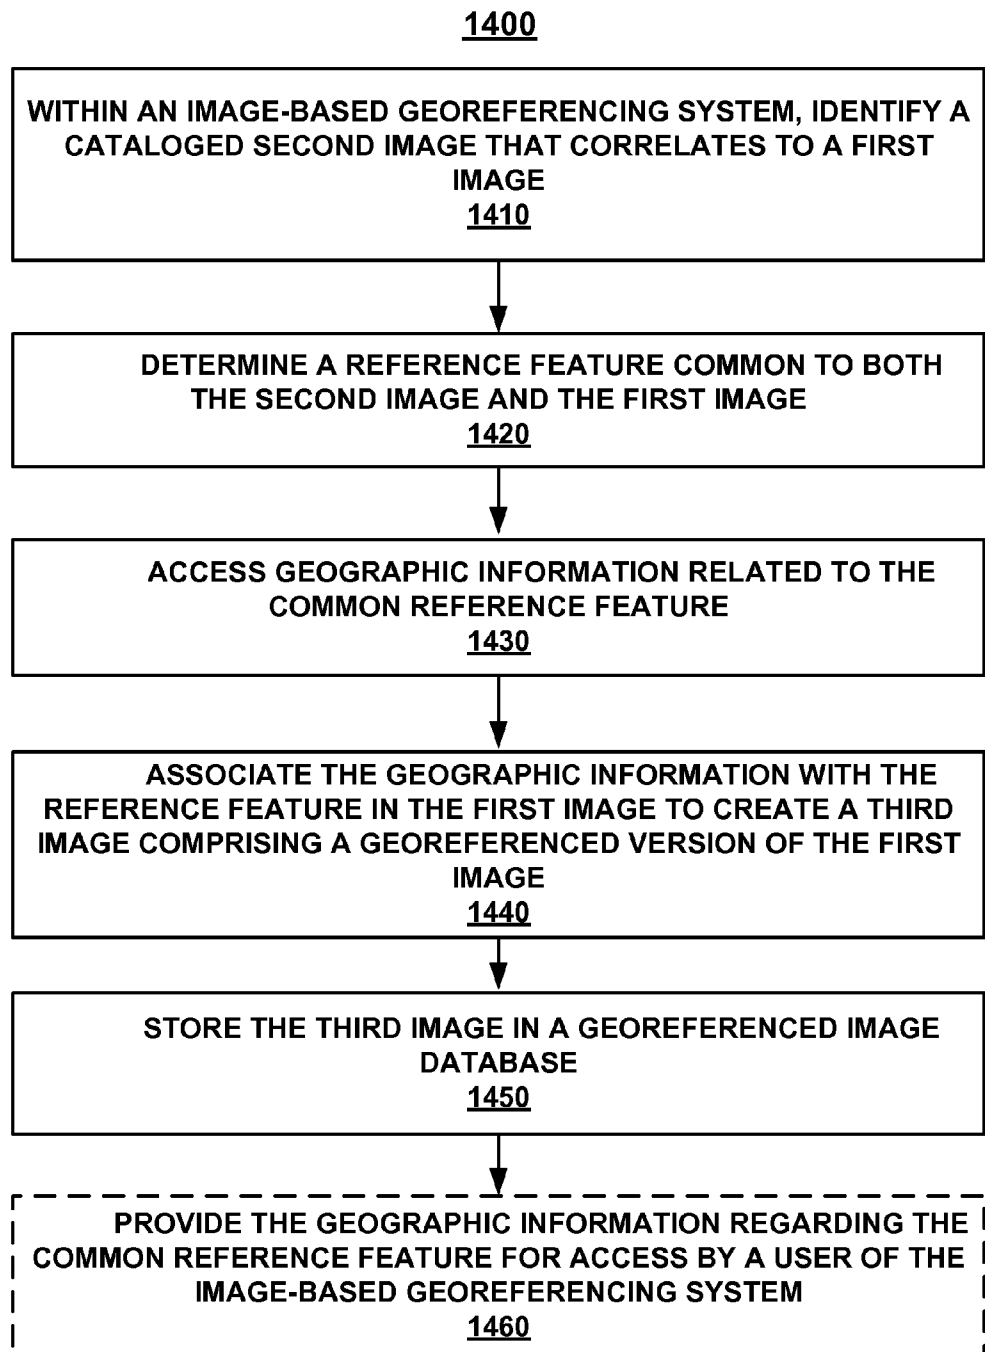 1400
WITHIN AN IMAGE-BASED GEOREFERENCING SYSTEM, IDENTIFY A
CATALOGED SECOND IMAGE THAT CORRELATES TO A FIRST
IMAGE
1410
DETERMINE A REFERENCE FEATURE COMMON TO BOTH
THE SECOND IMAGE AND THE FIRST IMAGE
1420
ACCESS GEOGRAPHIC INFORMATION RELATED TO THE
COMMON REFERENCE FEATURE
1430
ASSOCIATE THE GEOGRAPHIC INFORMATION WITH THE
REFERENCE FEATURE IN THE FIRST IMAGE TO CREATE A THIRD
IMAGE COMPRISING A GEOREFERENCED VERSION OF THE FIRST
IMAGE
1440
STORE THE THIRD IMAGE IN A GEOREFERENCED IMAGE
DATABASE
1450
PROVIDE THE GEOGRAPHIC INFORMATION REGARDING THE
COMMON REFERENCE FEATURE FOR ACCESS BY A USER OF THE
IMAGE-BASED GEOREFERENCING SYSTEM
1460